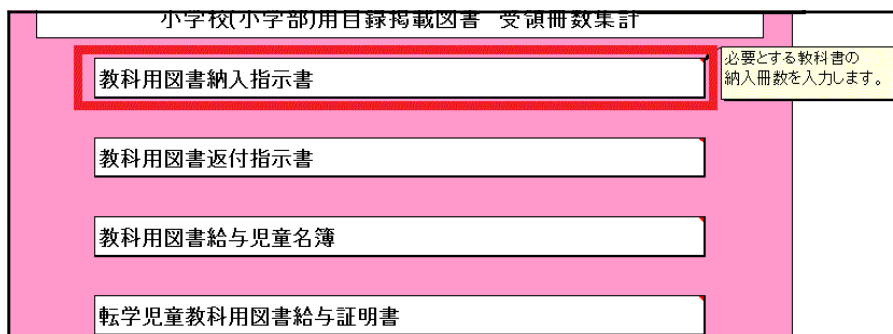 小学校(小学部)用目録掲載図書 受領冊数集計
教科用図書納入指示書
必要とする教科書の
納入冊数を入力します。
教科用図書返付指示書
教科用図書給与児童名簿
転学児童教科用図書給与証明書